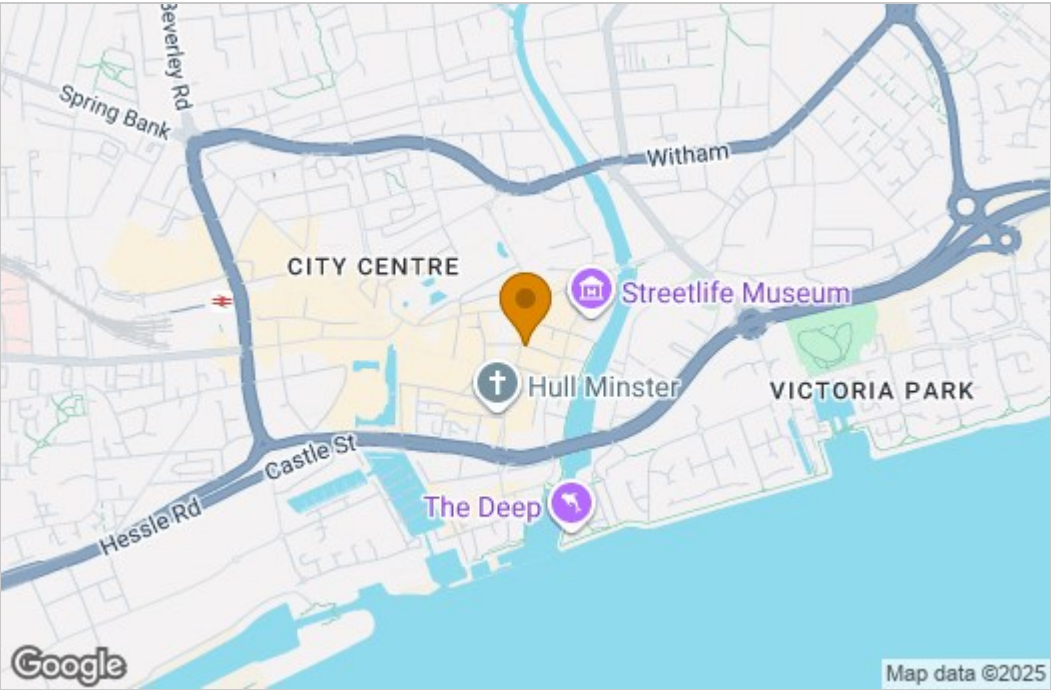 Beverley Rd
Spring Bank
Witham
CITY CENTRE
Streetlife Museum
Hull Minster
VICTORIA PARK
Castle St
The Deep
Hessle Rd
Google
Map data ©2025